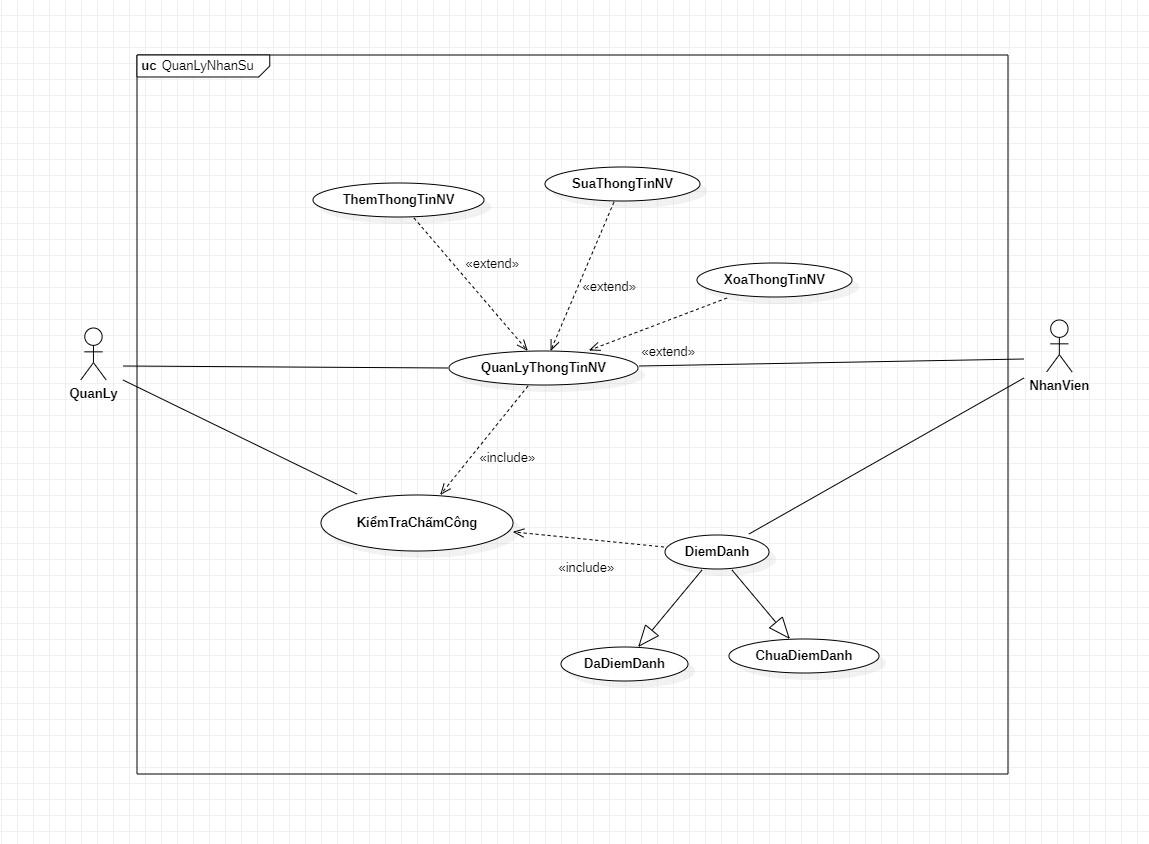 uc QuanLyNhanSu
ThemThongTinNV
SuaThongTinNV
«extend»
«extend»
XoaThongTinNV
«extend»
QuanLyThongTinNV
QuanLy
NhanVien
«include»
KiểmTraChấmCông
«include»
DiemDanh
DaDiemDanh
ChuaDiemDanh